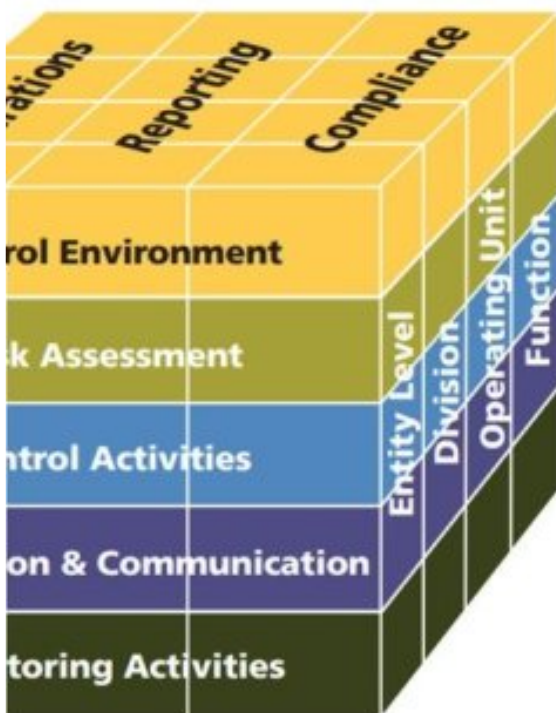 rations
Reporting
Compliance
rol Environment
sk Assessment
ntrol Activities
on & Communication
toring Activities
Entity Level
Division
Operating Unit
Function